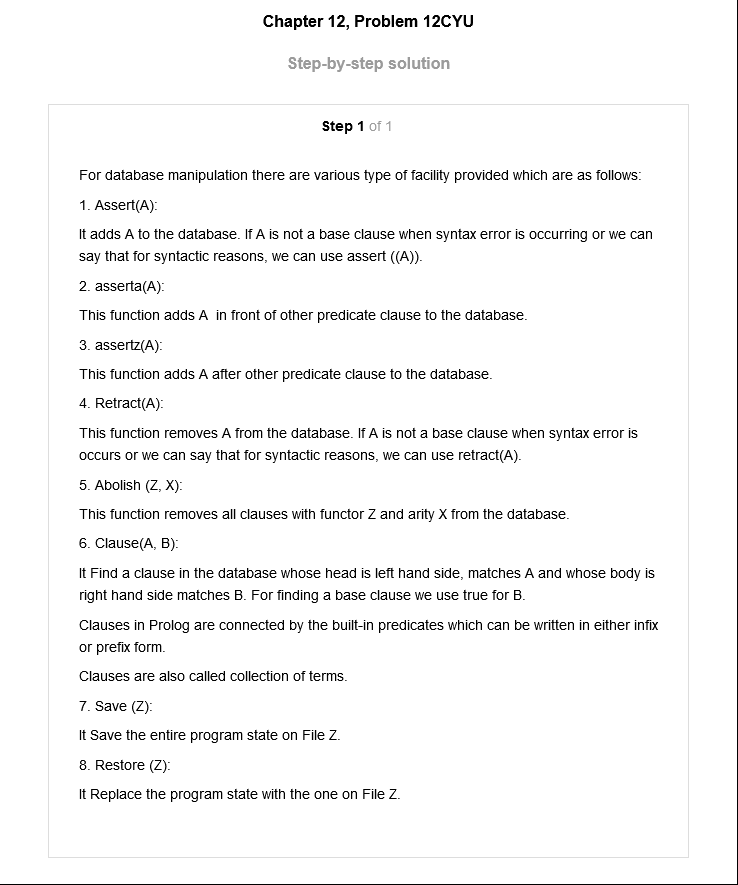 Chapter 12, Problem 12CYU
Step-by-step solution
Step 1 of 1
For database manipulation there are various type of facility provided which are as follows:
1. Assert(A):
It adds A to the database. If A is not a base clause when syntax error is occurring or we can
say that for syntactic reasons, we can use assert ((A)).
2. asserta(A):
This function adds A  in front of other predicate clause to the database.
3. assertz(A):
This function adds A after other predicate clause to the database.
4. Retract(A):
This function removes A from the database. If A is not a base clause when syntax error is
occurs or we can say that for syntactic reasons, we can use retract(A).
5. Abolish (Z, X):
This function removes all clauses with functor Z and arity X from the database.
6. Clause(A, B):
It Find a clause in the database whose head is left hand side, matches A and whose body is
right hand side matches B. For finding a base clause we use true for B.
Clauses in Prolog are connected by the built-in predicates which can be written in either infix
or prefix form.
Clauses are also called collection of terms.
7. Save (Z):
It Save the entire program state on File Z.
8. Restore (Z):
It Replace the program state with the one on File Z.